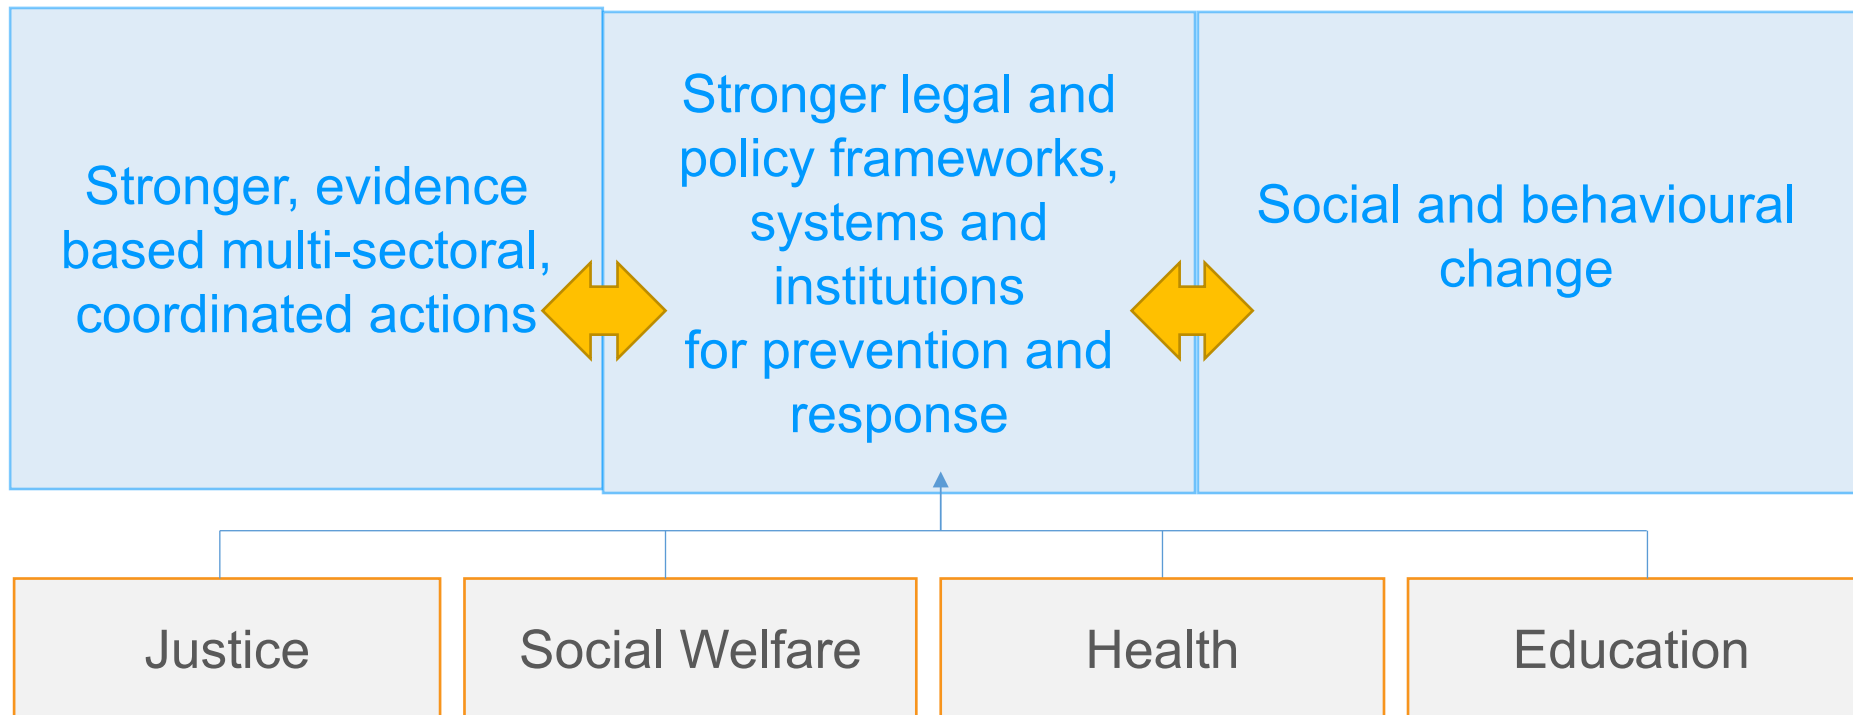 Stronger, evidence
based multi-sectoral,
coordinated actions
Stronger legal and
policy frameworks,
systems and
institutions
for prevention and
response
Social and behavioural
change
Justice
Social Welfare
Health
Education